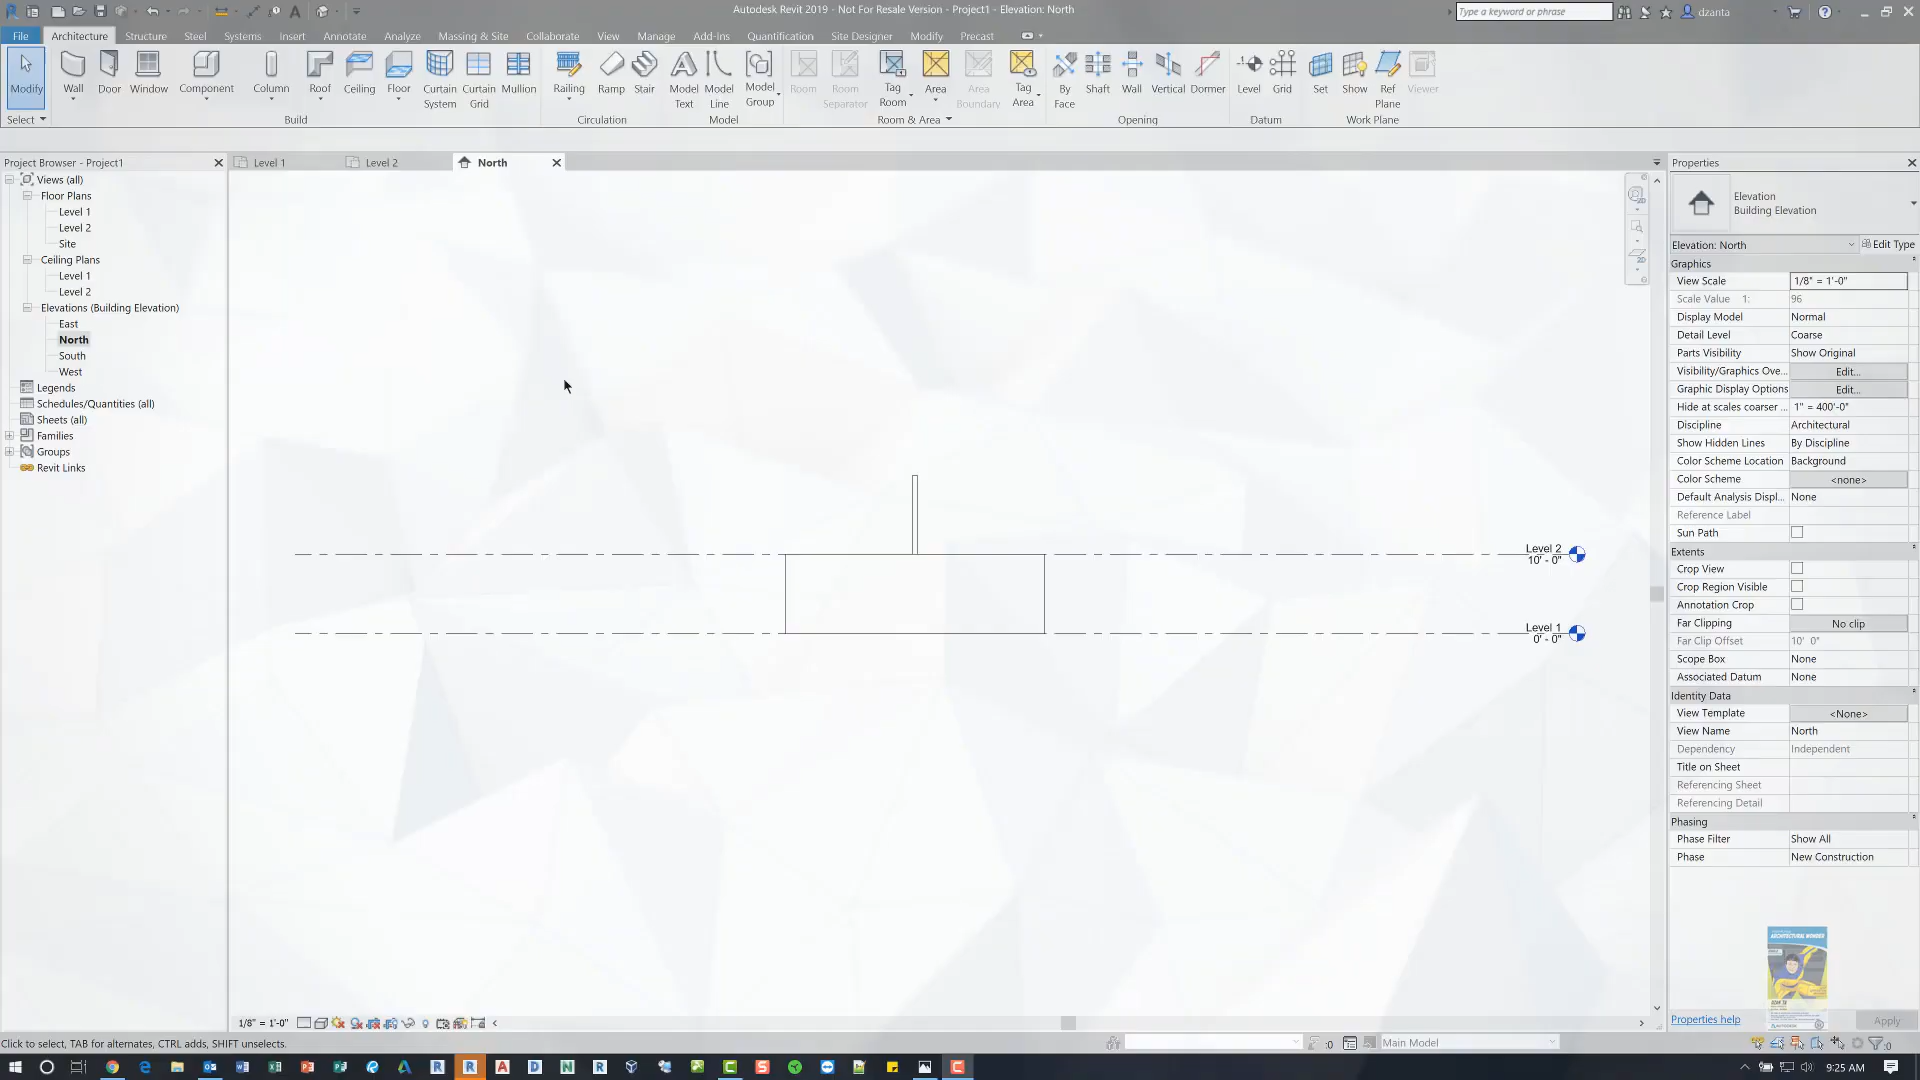 Autodesk Revit 2019 - Not For Resale Version - Project1 - Elevation: North
Type a keyword or phrase
dzanta
File Architecture Structure Steel Systems Insert Annotate Analyze Massing & Site Collaborate View Manage Add-Ins Quantification Site Designer Modify Precast
Modify Wall Door Window Component Column Roof Ceiling Floor Curtain System Curtain Grid Mullion Railing Ramp Stair Model Text Model Line Model Group Room Room Separator Tag Room Area Area Boundary Tag Area By Face Shaft Wall Vertical Dormer Level Grid Set Show Ref Plane Viewer
Select Build Circulation Model Room & Area Opening Datum Work Plane
Project Browser - Project1
Level 1
Level 2
North
Views (all)
Floor Plans
Level 1
Level 2
Site
Ceiling Plans
Level 1
Level 2
Elevations (Building Elevation)
East
North
South
West
Legends
Schedules/Quantities (all)
Sheets (all)
Families
Groups
Revit Links
Level 2
10' - 0"
Level 1
0' - 0"
Properties
Elevation
Building Elevation
Elevation: North Edit Type
Graphics
View Scale 1/8" = 1'-0"
Scale Value 1: 96
Display Model Normal
Detail Level Coarse
Parts Visibility Show Original
Visibility/Graphics Ove... Edit...
Graphic Display Options Edit...
Hide at scales coarser ... 1" = 400'-0"
Discipline Architectural
Show Hidden Lines By Discipline
Color Scheme Location Background
Color Scheme <none>
Default Analysis Displ... None
Reference Label
Sun Path
Extents
Crop View
Crop Region Visible
Annotation Crop
Far Clipping No clip
Far Clip Offset 10' 0"
Scope Box None
Associated Datum None
Identity Data
View Template <None>
View Name North
Dependency Independent
Title on Sheet
Referencing Sheet
Referencing Detail
Phasing
Phase Filter Show All
Phase New Construction
ARCHITECTURAL WONDER
AUTODESK
Properties help Apply
1/8" = 1'-0"
Click to select, TAB for alternates, CTRL adds, SHIFT unselects.
:0
Main Model
:0
9:25 AM